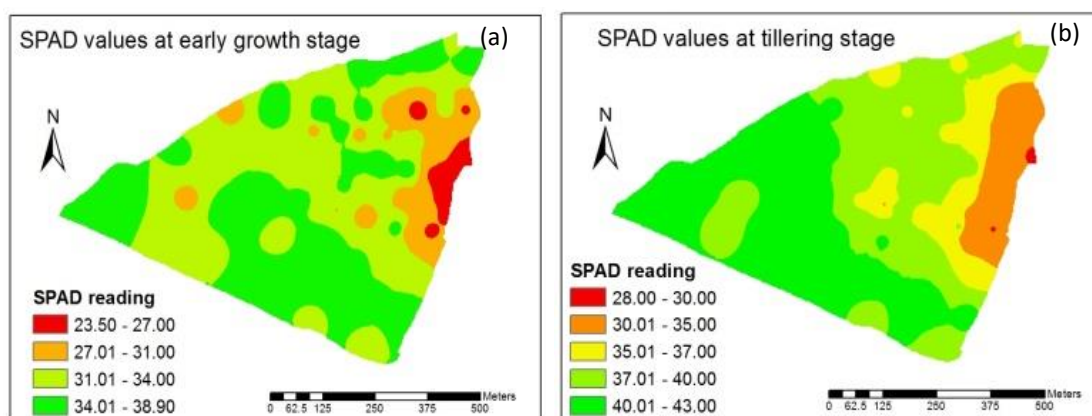 SPAD values at early growth stage
(a)
N
SPAD reading
23.50 - 27.00
27.01 - 31.00
31.01 - 34.00
34.01 - 38.90
Meters
0 62.5 125 250 375 500
SPAD values at tillering stage
(b)
N
SPAD reading
28.00 - 30.00
30.01 - 35.00
35.01 - 37.00
37.01 - 40.00
40.01 - 43.00
Meters
0 62.5 125 250 375 500